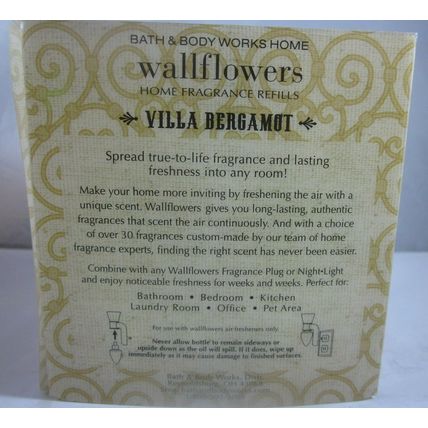 BATH & BODY WORKS HOME
wallflowers
HOME FRAGRANCE REFILLS
VILLA BERGAMOT
Spread true-to-life fragrance and lasting
freshness into any room!
Make your home more inviting by freshening the air with a
unique scent. Wallflowers gives you long-lasting, authentic
fragrances that scent the air continuously. And with a choice
of over 30 fragrances custom-made by our team of home
fragrance experts, finding the right scent has never been easier.
Combine with any Wallflowers Fragrance Plug or Night-Light
and enjoy noticeable freshness for weeks and weeks. Perfect for:
Bathroom • Bedroom • Kitchen
Laundry Room • Office • Pet Area
For use with wallflowers air fresheners only.
Never allow bottle to remain sideways or
upside down as the oil will spill. If it does, wipe up
immediately as it may cause damage to finished surfaces.
Bath & Body Works, Distr.
Reynoldsburg, OH 43068